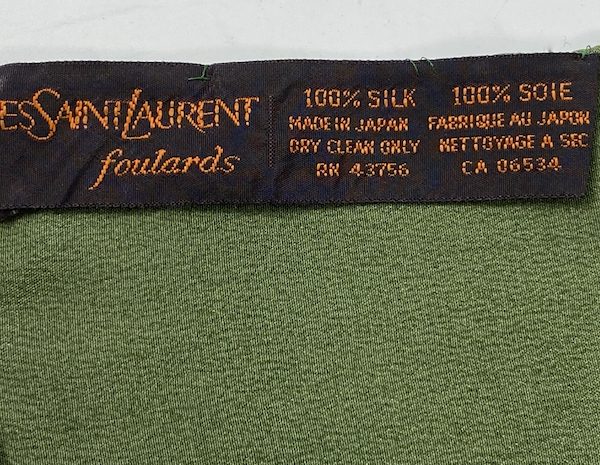 ES SAINT LAURENT
foulards
100% SILK
MADE IN JAPAN
DRY CLEAN ONLY
RN 43756
100% SOIE
FABRIQUE AU JAPON
NETTOYAGE A SEC
CA 06534